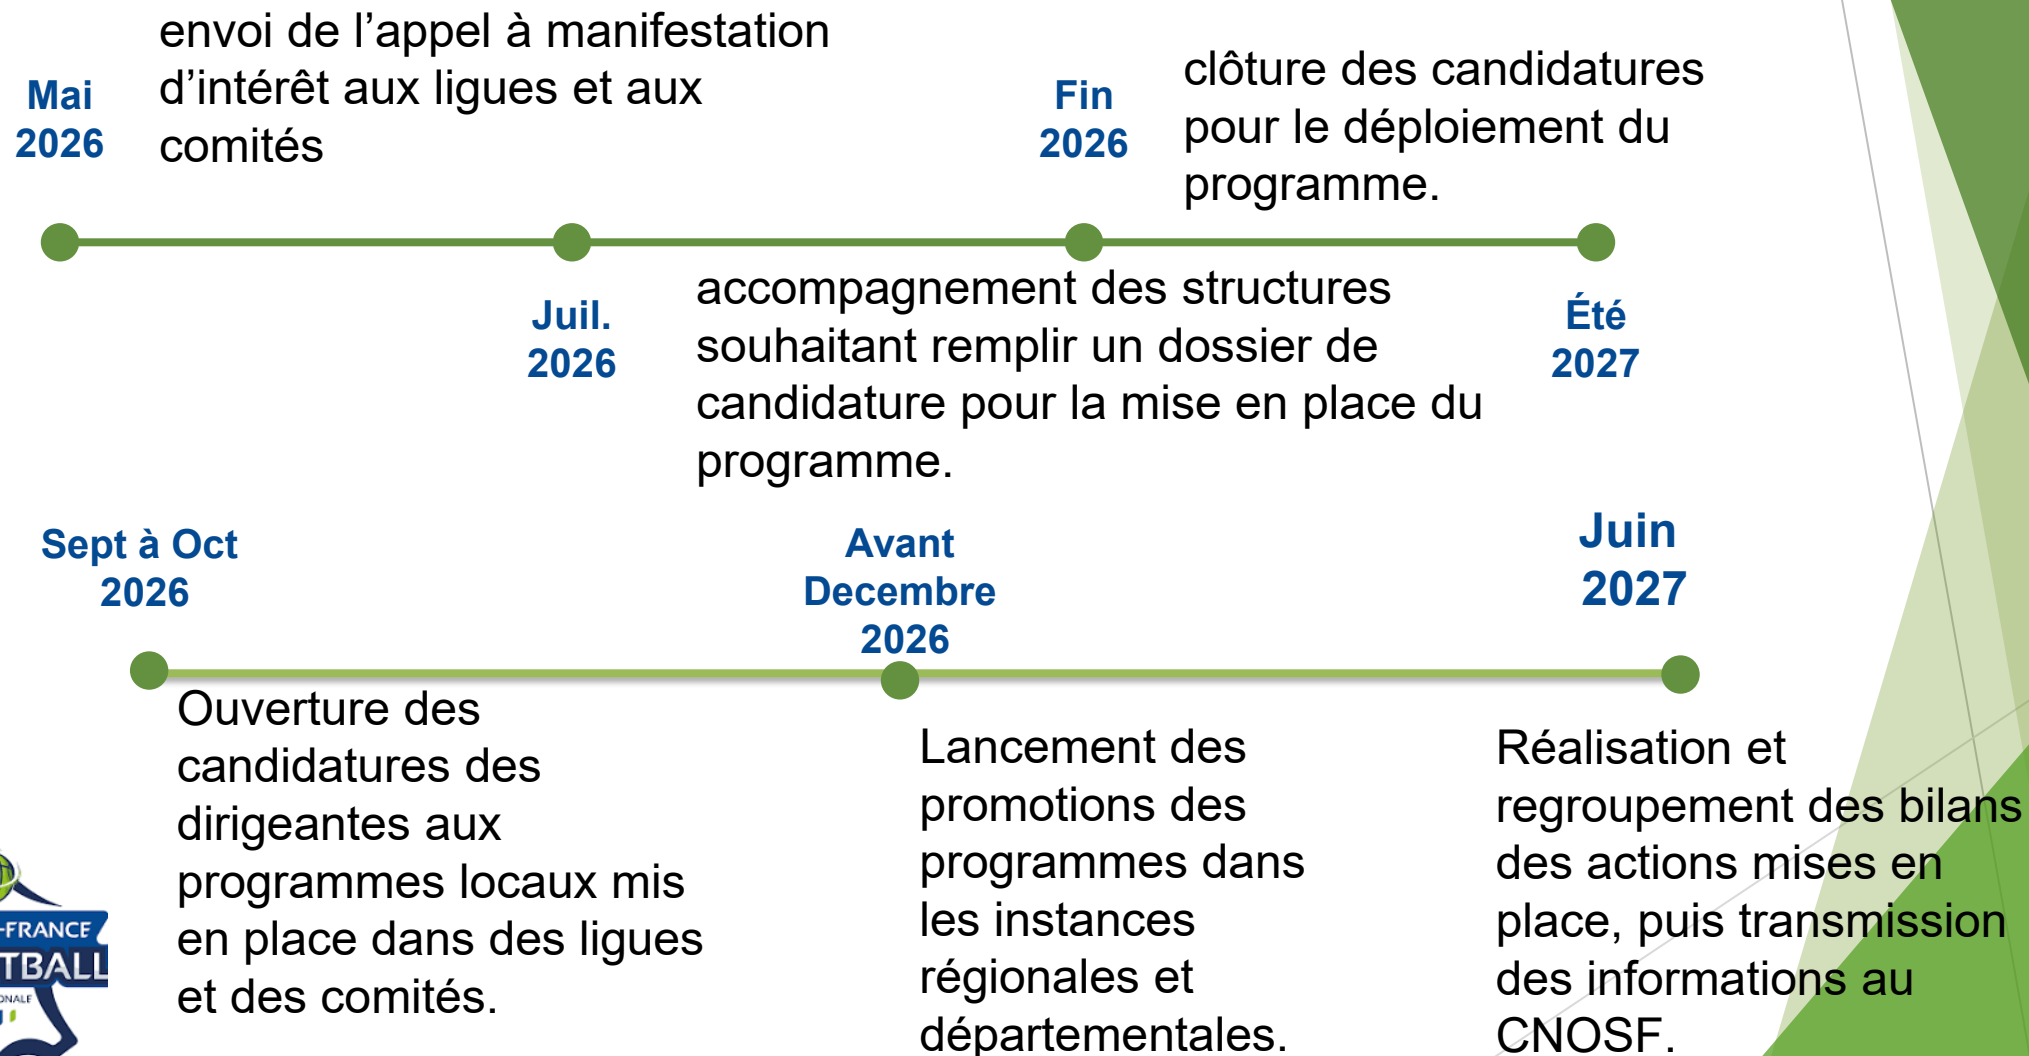 envoi de l’appel à manifestation
d’intérêt aux ligues et aux
comités
Mai
2026
clôture des candidatures
pour le déploiement du
programme.
Fin
2026
Juil.
2026
accompagnement des structures
souhaitant remplir un dossier de
candidature pour la mise en place du
programme.
Été
2027
Sept à Oct
2026
Avant
Decembre
2026
Juin
2027
Ouverture des
candidatures des
dirigeantes aux
programmes locaux mis
en place dans des ligues
et des comités.
Lancement des
promotions des
programmes dans
les instances
régionales et
départementales.
Réalisation et
regroupement des bilans
des actions mises en
place, puis transmission
des informations au
CNOSF.
-FRANCE
TBALL
ONALE